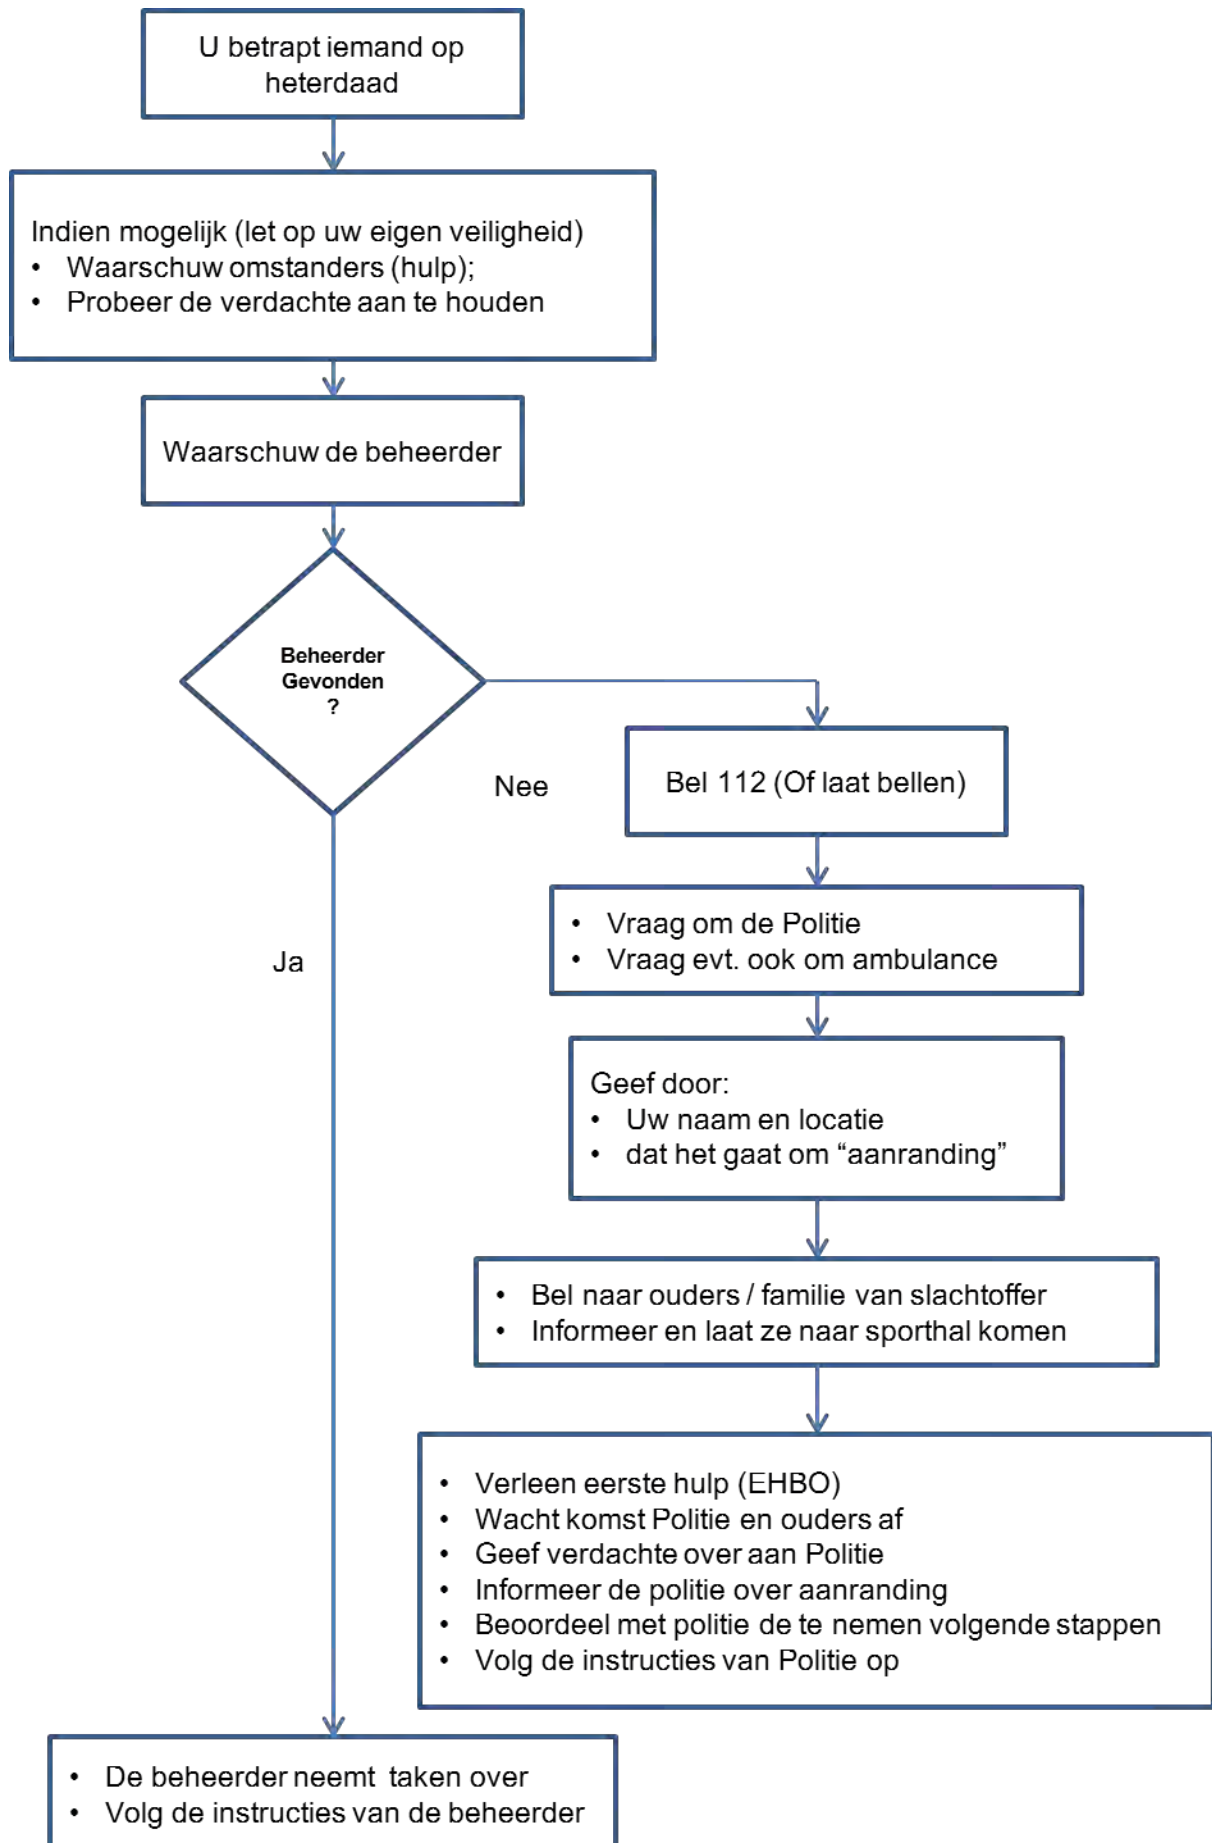 U betrapt iemand op
heterdaad
Indien mogelijk (let op uw eigen veiligheid)
• Waarschuw omstanders (hulp);
• Probeer de verdachte aan te houden
Waarschuw de beheerder
Beheerder
Gevonden
?
Nee
Bel 112 (Of laat bellen)
• Vraag om de Politie
• Vraag evt. ook om ambulance
Ja
Geef door:
• Uw naam en locatie
• dat het gaat om “aanranding”
• Bel naar ouders / familie van slachtoffer
• Informeer en laat ze naar sporthal komen
• Verleen eerste hulp (EHBO)
• Wacht komst Politie en ouders af
• Geef verdachte over aan Politie
• Informeer de politie over aanranding
• Beoordeel met politie de te nemen volgende stappen
• Volg de instructies van Politie op
• De beheerder neemt taken over
• Volg de instructies van de beheerder